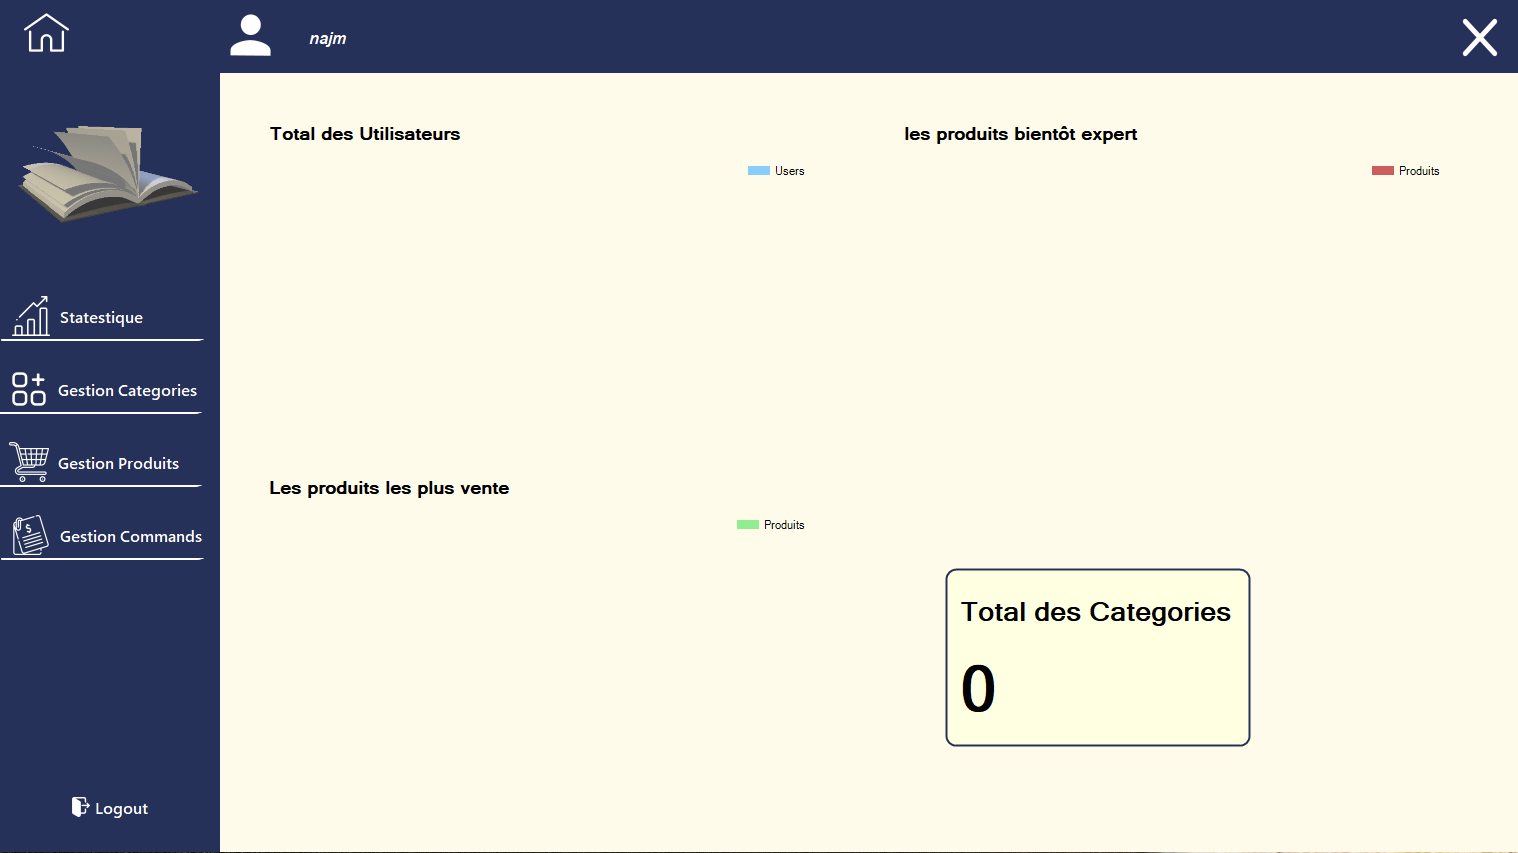 najm
Statestique
Gestion Categories
Gestion Produits
Gestion Commands
Logout
Total des Utilisateurs
Users
les produits bientôt expert
Produits
Les produits les plus vente
Produits
Total des Categories
0